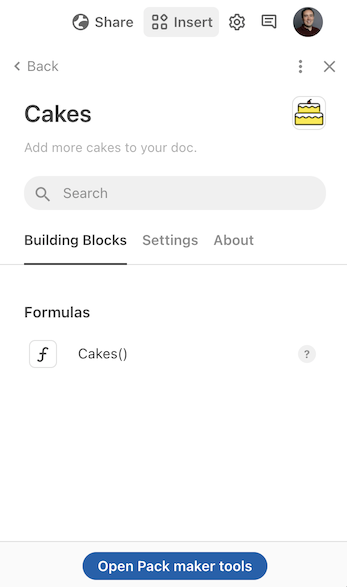 Share Insert
Back
Cakes
Add more cakes to your doc.
Search
Building Blocks Settings About
Formulas
f Cakes() ?
Open Pack maker tools